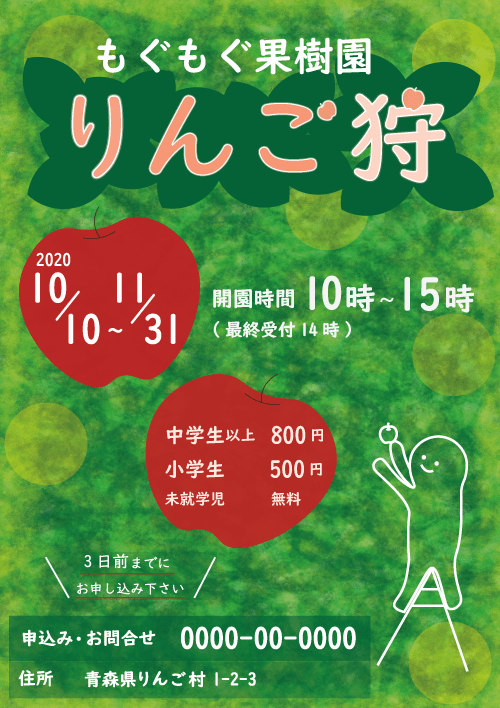 もぐもぐ果樹園
りんご狩
2020
10/10~11/31
開園時間 10時~15時
(最終受付14時)
中学生以上 800円
小学生 500円
未就学児 無料
3日前までに
お申し込み下さい
申込み・お問合せ 0000-00-0000
住所 青森県りんご村 1-2-3